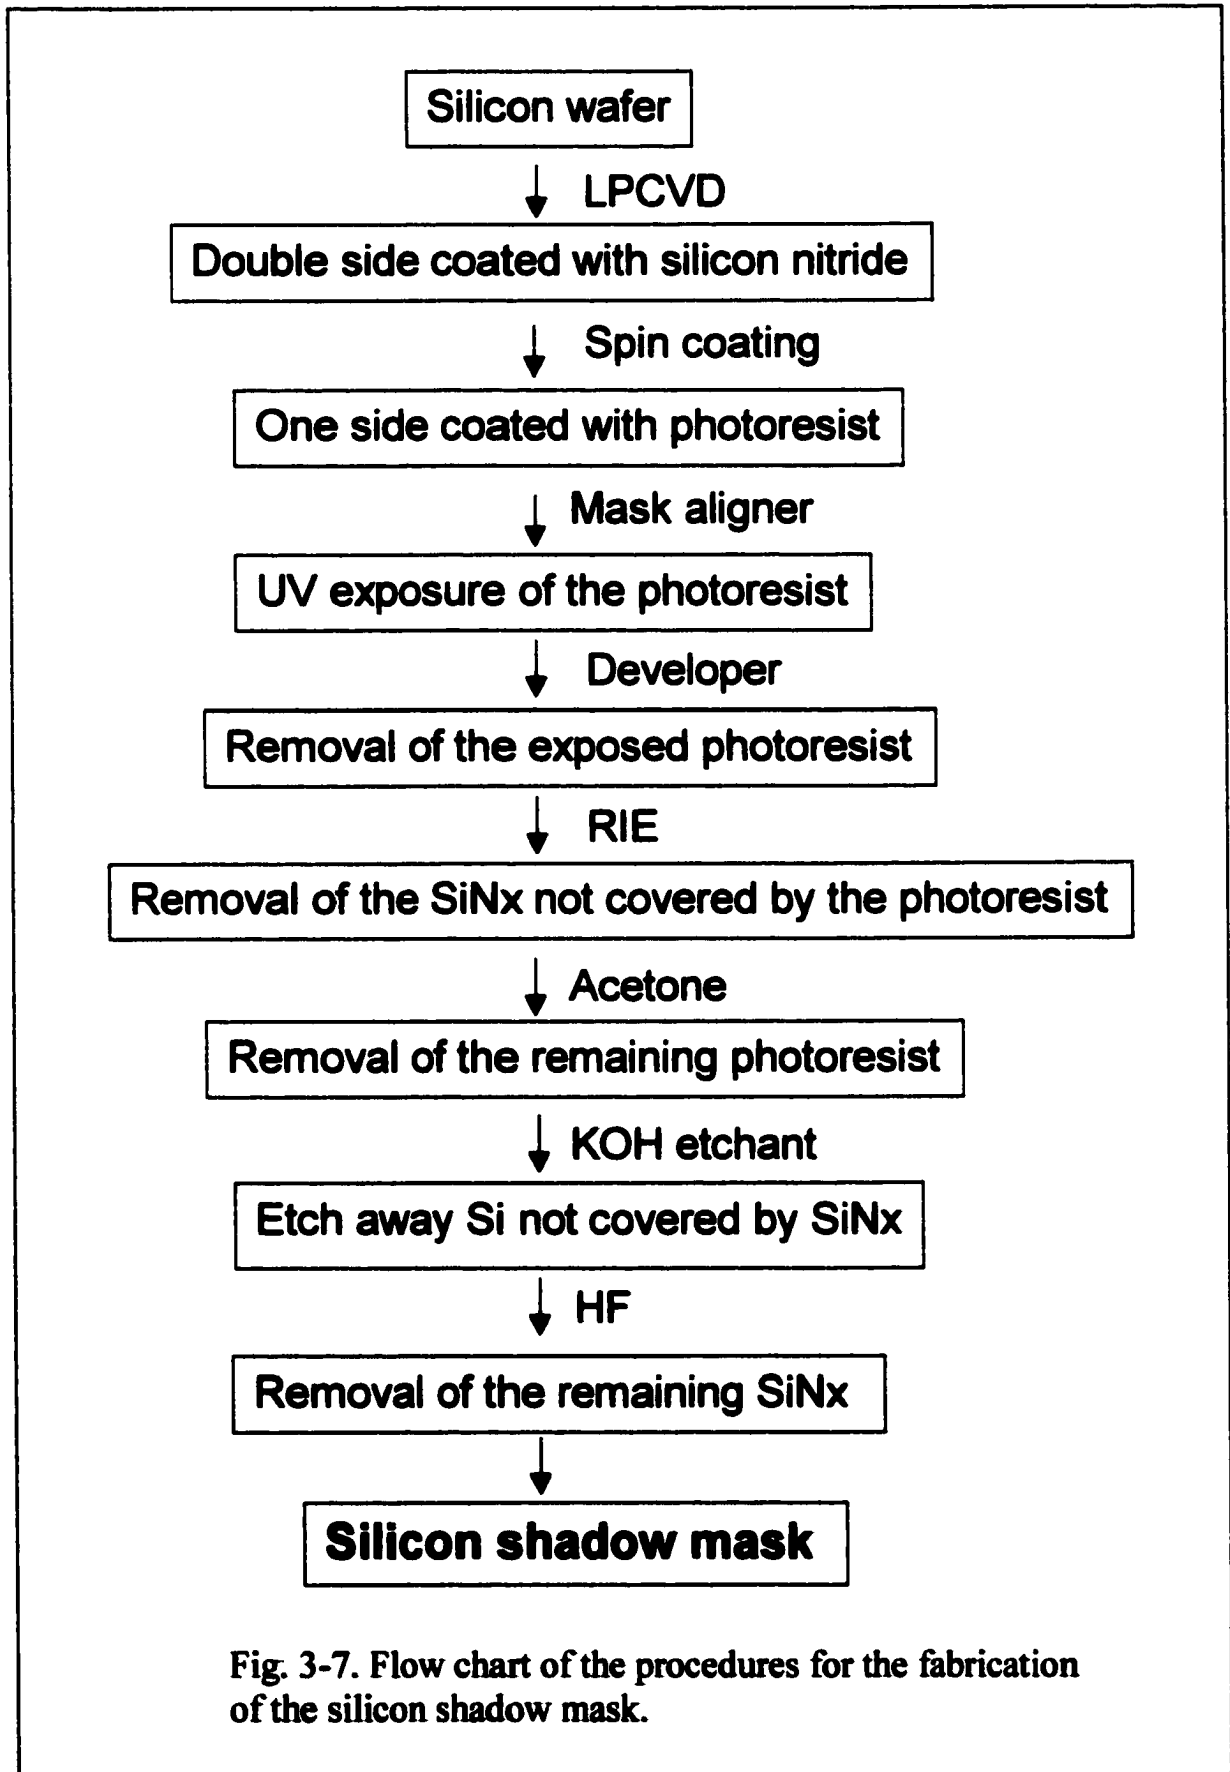 Silicon wafer
LPCVD
Double side coated with silicon nitride
Spin coating
One side coated with photoresist
Mask aligner
UV exposure of the photoresist
Developer
Removal of the exposed photoresist
RIE
Removal of the SiNx not covered by the photoresist
Acetone
Removal of the remaining photoresist
KOH etchant
Etch away Si not covered by SiNx
HF
Removal of the remaining SiNx
Silicon shadow mask
Fig. 3-7. Flow chart of the procedures for the fabrication
of the silicon shadow mask.